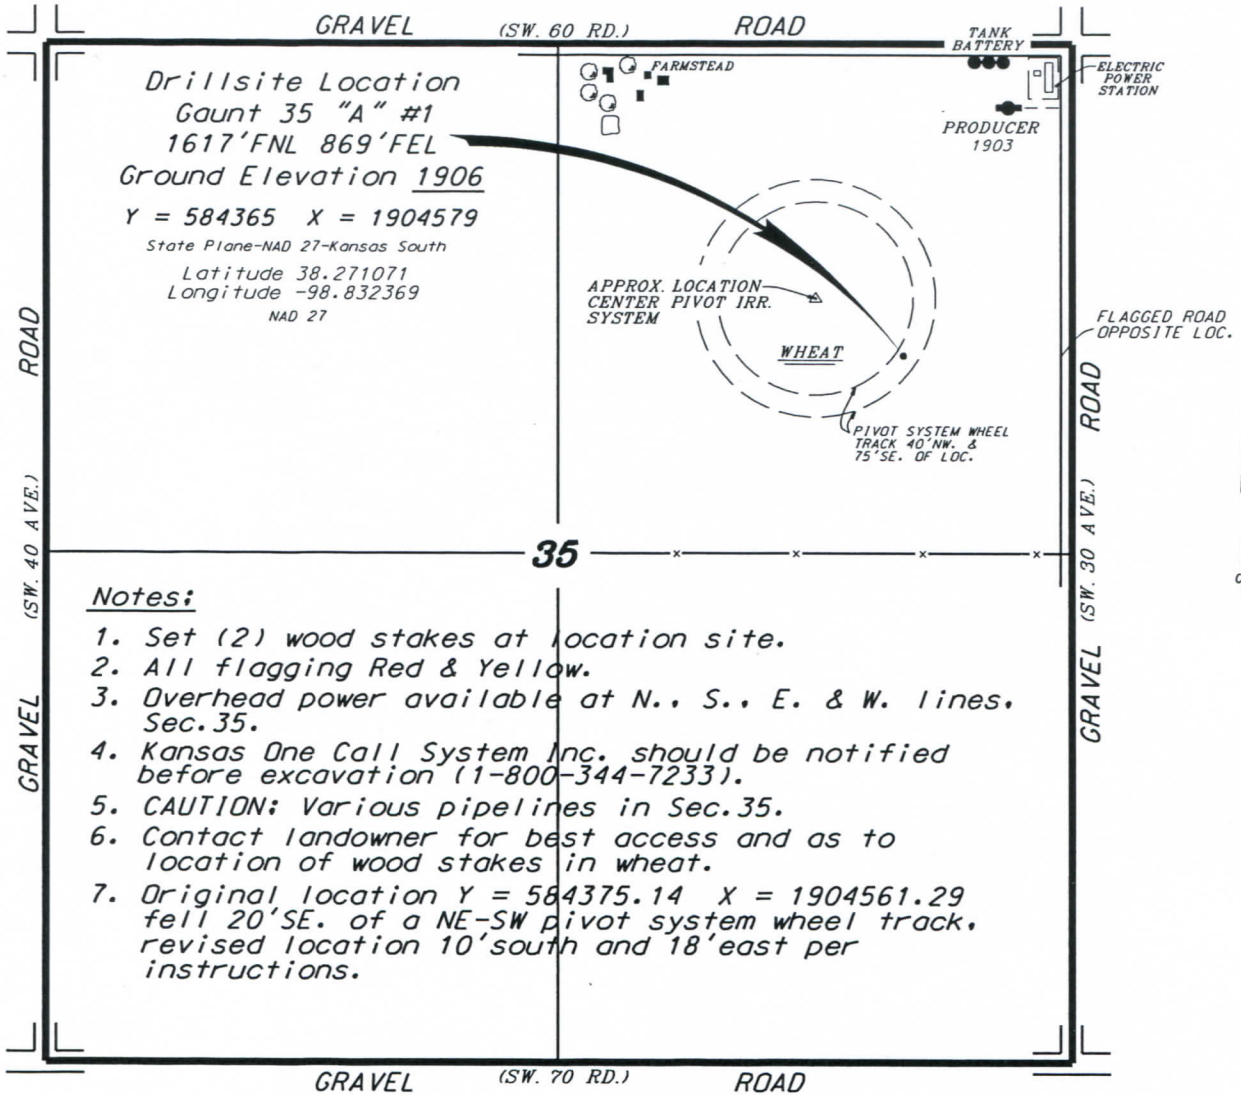 GRAVEL (SW. 60 RD.) ROAD
TANK
BATTERY
Drillsite Location
Gaunt 35 "A" #1
1617'FNL 869'FEL
Ground Elevation 1906
Y = 584365 X = 1904579
State Plane-NAD 27-Kansas South
Latitude 38.271071
Longitude -98.832369
NAD 27
FARMSTEAD
ELECTRIC
POWER
STATION
PRODUCER
1903
APPROX. LOCATION
CENTER PIVOT IRR.
SYSTEM
WHEAT
FLAGGED ROAD
OPPOSITE LOC.
PIVOT SYSTEM WHEEL
TRACK 40'NW. &
75'SE. OF LOC.
GRAVEL (SW. 40 AVE.) ROAD
GRAVEL (SW. 30 AVE.) ROAD
35
Notes:
1. Set (2) wood stakes at location site.
2. All flagging Red & Yellow.
3. Overhead power available at N., S., E. & W. lines,
Sec.35.
4. Kansas One Call System Inc. should be notified
before excavation (1-800-344-7233).
5. CAUTION: Various pipelines in Sec.35.
6. Contact landowner for best access and as to
location of wood stakes in wheat.
7. Original location Y = 584375.14 X = 1904561.29
fell 20'SE. of a NE-SW pivot system wheel track,
revised location 10'south and 18'east per
instructions.
GRAVEL (SW. 70 RD.) ROAD